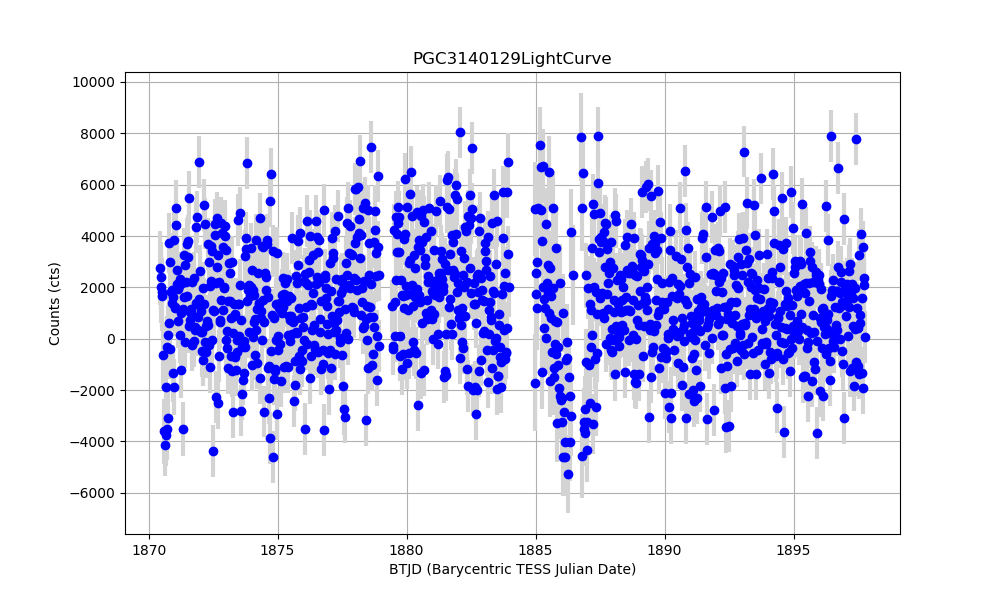 PGC3140129LightCurve
10000
8000
6000
4000
2000
0
−2000
−4000
−6000
Counts (cts)
1870 1875 1880 1885 1890 1895
BTJD (Barycentric TESS Julian Date)